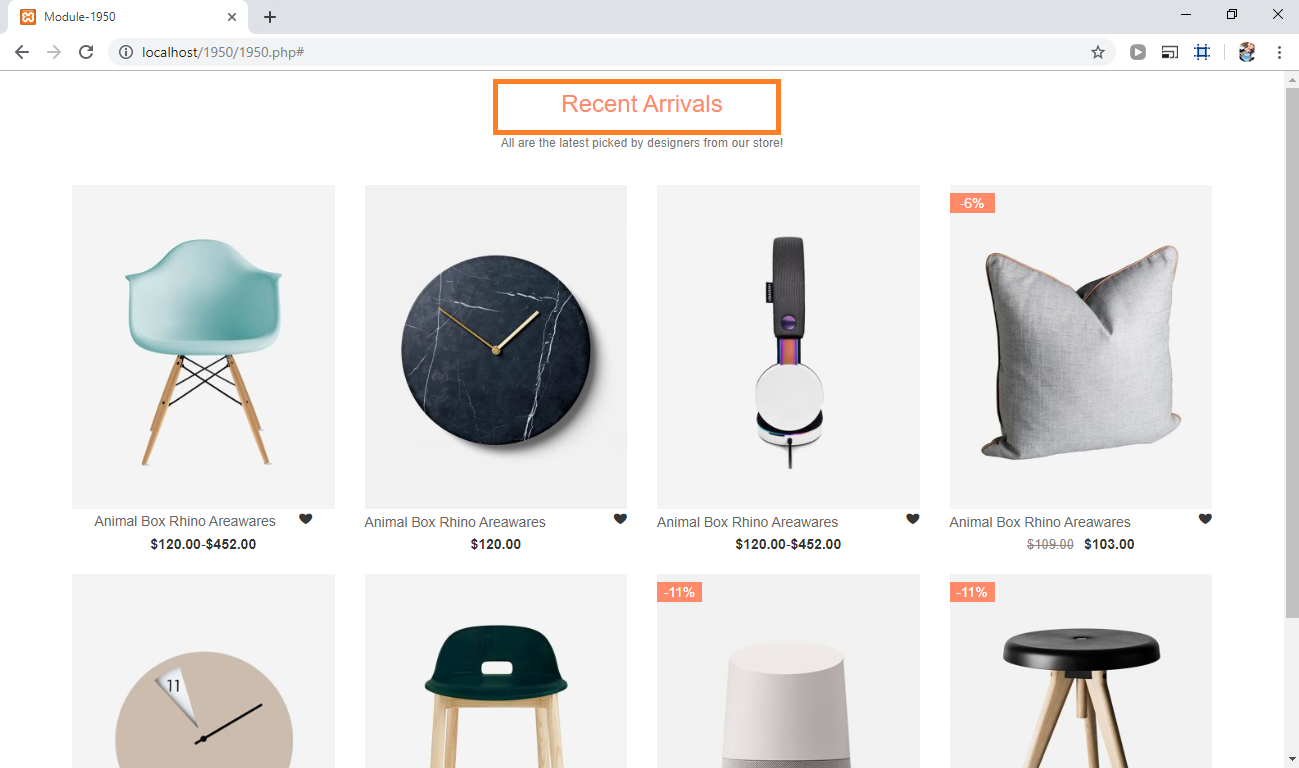 Module-1950
localhost/1950/1950.php#
Recent Arrivals
All are the latest picked by designers from our store!
-6%
Animal Box Rhino Areawares
Animal Box Rhino Areawares
Animal Box Rhino Areawares
Animal Box Rhino Areawares
$120.00-$452.00
$120.00
$120.00-$452.00
$109.00 $103.00
-11%
-11%
11